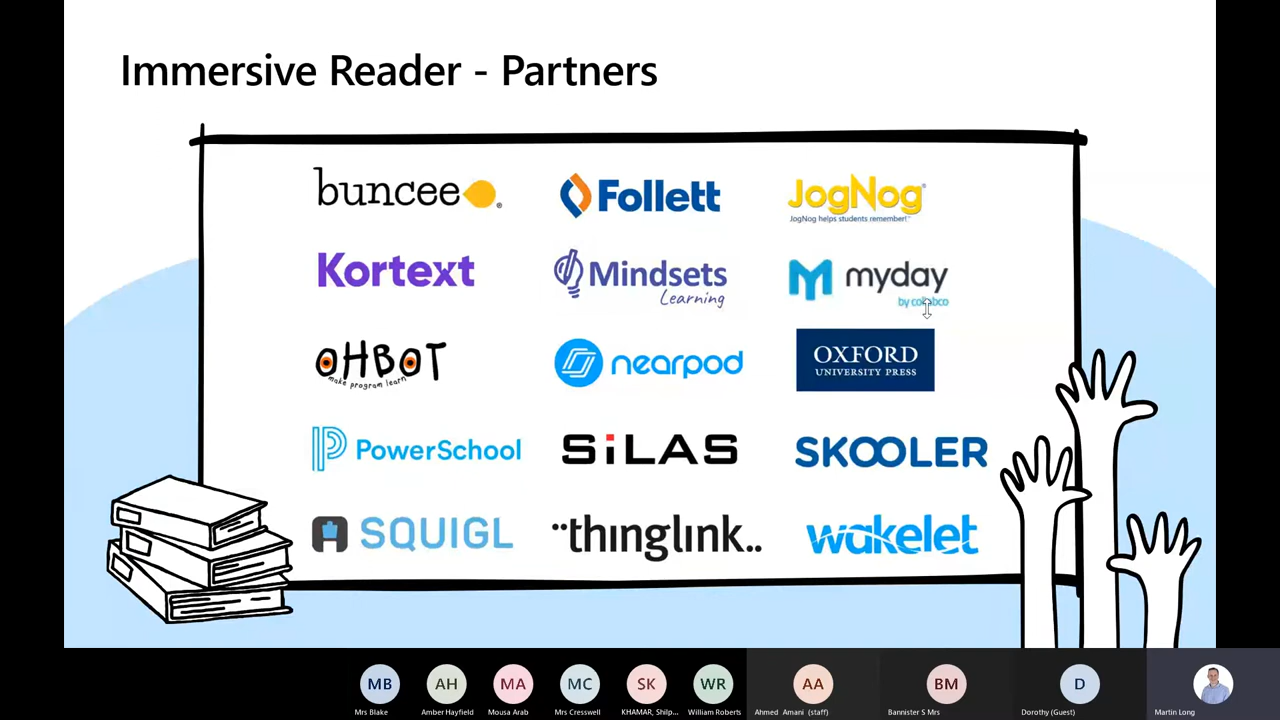 Immersive Reader - Partners
buncee
Follett
JogNog
JogNog helps students remember!
Kortext
Mindsets
Learning
myday
by collabco
OHBOT
make program learn
nearpod
OXFORD
UNIVERSITY PRESS
PowerSchool
SiLAS
SKOOLER
SQUIGL
thinglink..
wakelet
MB
AH
MA
MC
SK
WR
AA
BM
D
Mrs Blake
Amber Hayfield
Mousa Arab
Mrs Cresswell
KHAMAR, Shilp...
William Roberts
Ahmed Amani (staff)
Bannister S Mrs
Dorothy (Guest)
Martin Long